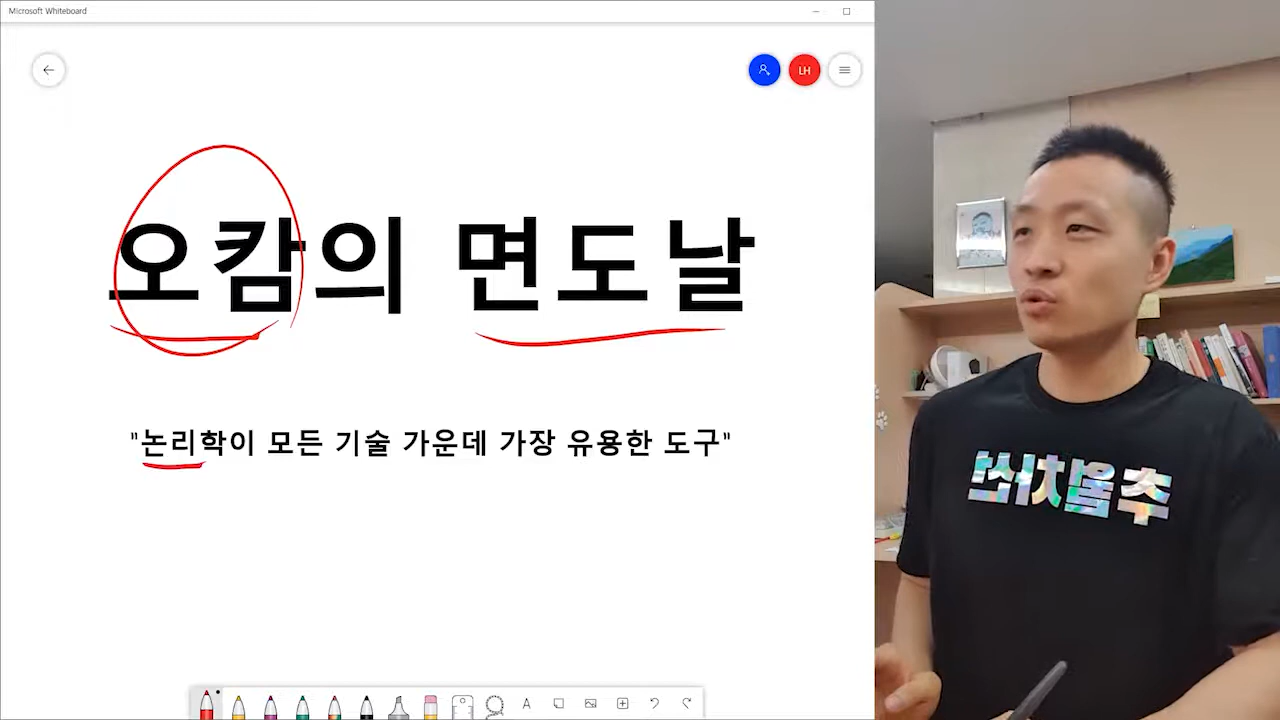 Microsoft Whiteboard
LH
오캄의 면도날
"논리학이 모든 기술 가운데 가장 유용한 도구"
A